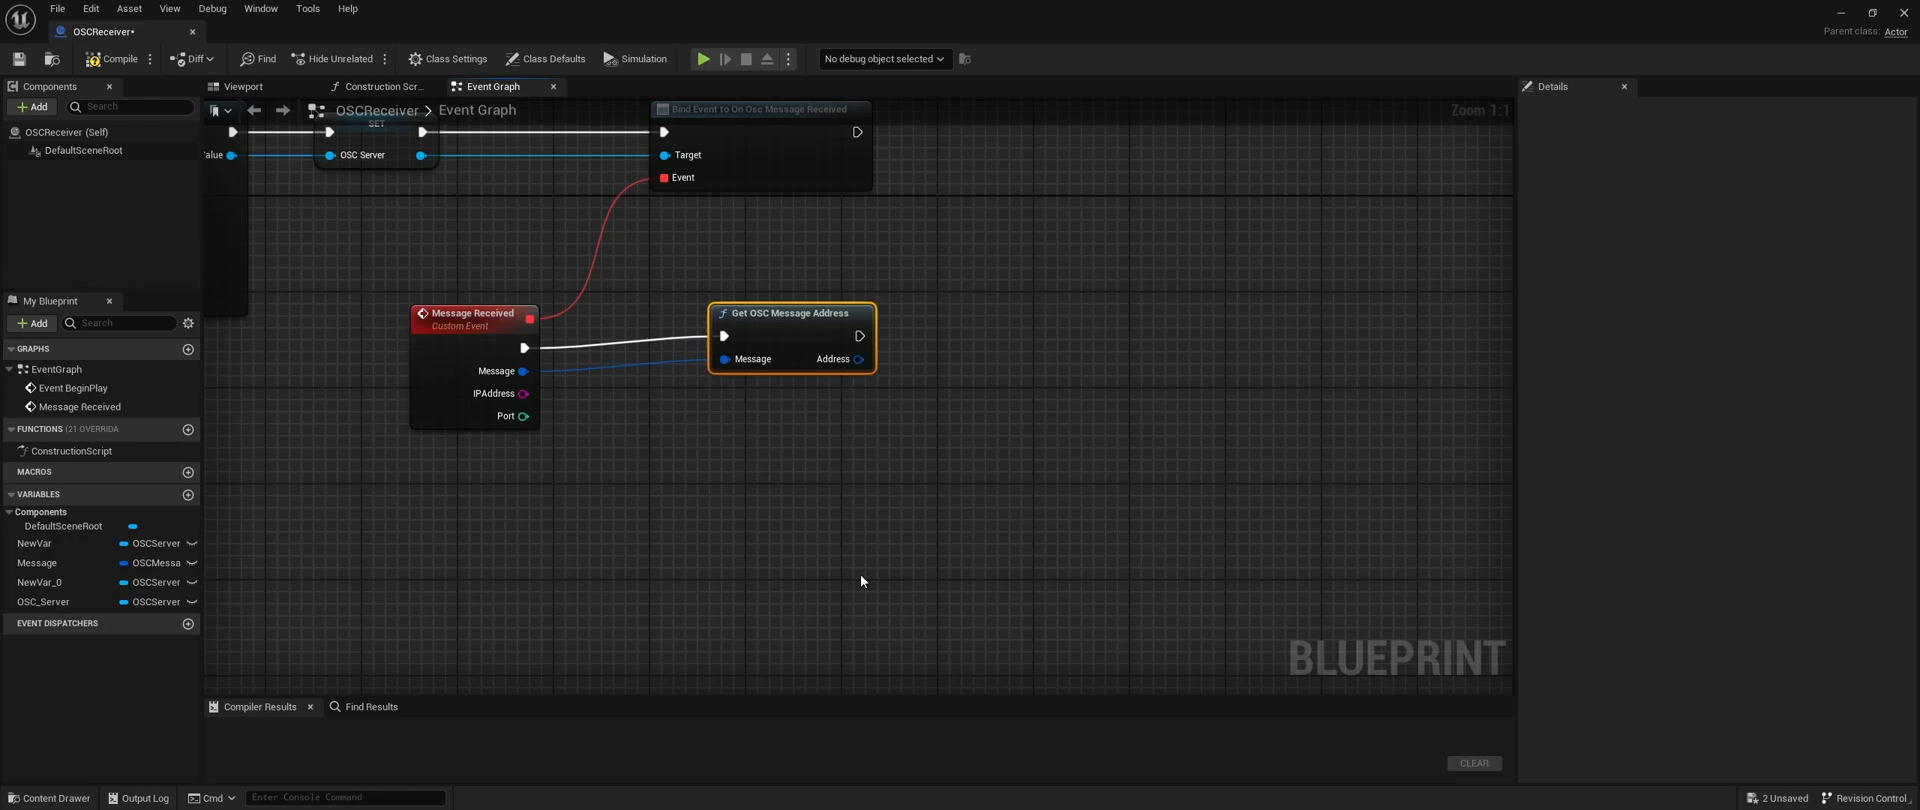 File Edit Asset View Debug Window Tools Help
OSCReceiver•
Parent class: Actor
Compile Diff Find Hide Unrelated Class Settings Class Defaults Simulation No debug object selected
Components
Viewport Construction Scr... Event Graph
Details
Add Search
OSCReceiver > Event Graph
Zoom 1:1
OSCReceiver (Self)
DefaultSceneRoot
SET
OSC Server
Bind Event to On Osc Message Received
Target
Event
Message Received
Custom Event
Message
IPAddress
Port
Get OSC Message Address
Message Address
My Blueprint
Add Search
GRAPHS
EventGraph
Event BeginPlay
Message Received
FUNCTIONS (21 OVERRIDA
ConstructionScript
MACROS
VARIABLES
Components
DefaultSceneRoot
NewVar OSCServer
Message OSCMessa
NewVar_0 OSCServer
OSC_Server OSCServer
EVENT DISPATCHERS
BLUEPRINT
Compiler Results Find Results
CLEAR
Content Drawer Output Log Cmd Enter Console Command 2 Unsaved Revision Control